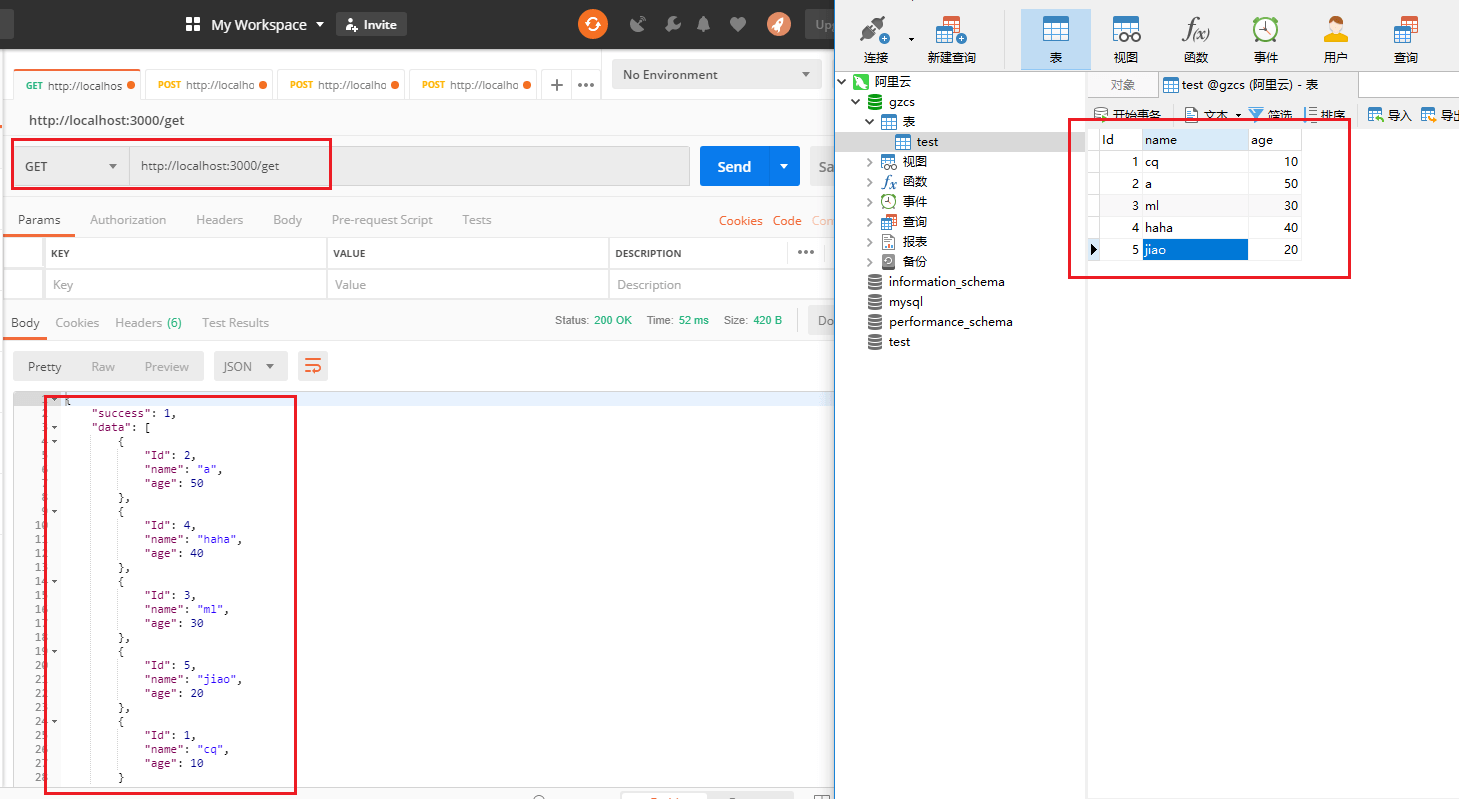 My Workspace
Invite
Upg
GET http://localhos
POST http://localho
POST http://localho
POST http://localho
No Environment
http://localhost:3000/get
GET
http://localhost:3000/get
Send
Sa
Params
Authorization
Headers
Body
Pre-request Script
Tests
Cookies
Code
Com
KEY
VALUE
DESCRIPTION
Key
Value
Description
Body
Cookies
Headers (6)
Test Results
Status: 200 OK
Time: 52 ms
Size: 420 B
Do
Pretty
Raw
Preview
JSON
1 {
2 "success": 1,
3 "data": [
4 {
5 "Id": 2,
6 "name": "a",
7 "age": 50
8 },
9 {
10 "Id": 4,
11 "name": "haha",
12 "age": 40
13 },
14 {
15 "Id": 3,
16 "name": "ml",
17 "age": 30
18 },
19 {
20 "Id": 5,
21 "name": "jiao",
22 "age": 20
23 },
24 {
25 "Id": 1,
26 "name": "cq",
27 "age": 10
28 }
连接
新建查询
表
视图
函数
事件
用户
查询
阿里云
gzcs
表
test
视图
函数
事件
查询
报表
备份
information_schema
mysql
performance_schema
test
对象
test @gzcs (阿里云) - 表
开始事务
文本
筛选
排序
导入
导出
Id name age
1 cq 10
2 a 50
3 ml 30
4 haha 40
5 jiao 20